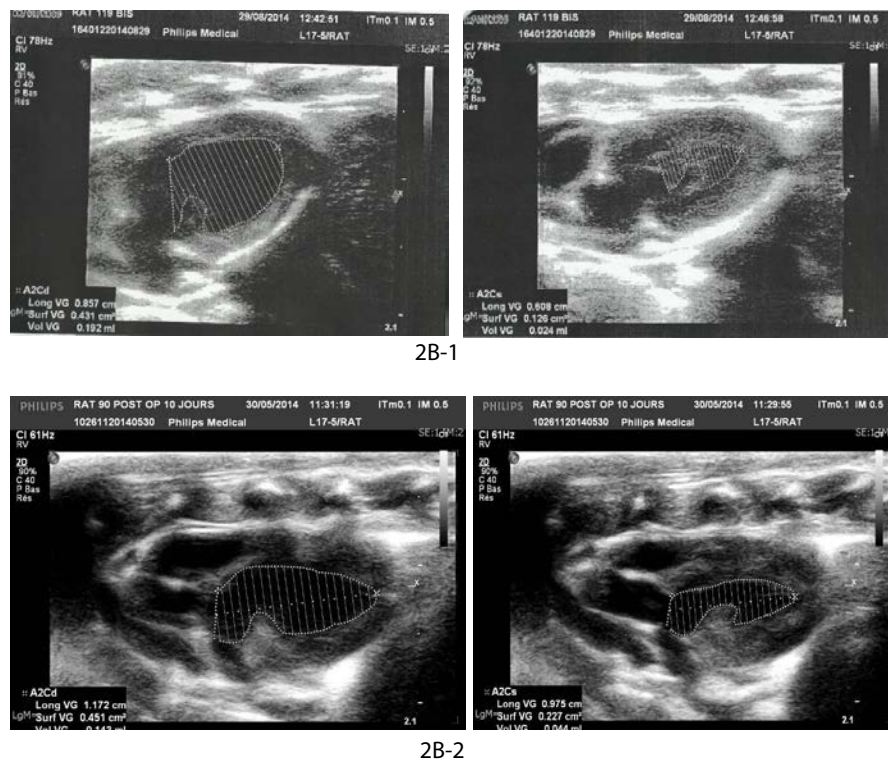 RAT 119 BIS 29/08/2014 12:42:51 ITm0.1 IM 0.5
16401220140829 Philips Medical L17-5/RAT
CI 78Hz
RV
2D
91%
C 40
P Bas
Rés
A2Cd
Long VG 0.857 cm
Surf VG 0.431 cm²
Vol VG 0.192 ml
2.1
RAT 119 BIS 29/08/2014 12:46:58 ITm0.1 IM 0.5
16401220140829 Philips Medical L17-5/RAT
CI 78Hz
RV
2D
92%
C 40
P Bas
Rés
A2Cs
Long VG 0.608 cm
Surf VG 0.126 cm²
Vol VG 0.024 ml
2.1
2B-1
PHILIPS RAT 90 POST OP 10 JOURS 30/05/2014 11:31:19 ITm0.1 IM 0.5
10261120140530 Philips Medical L17-5/RAT
CI 61Hz
RV
2D
90%
C 40
P Bas
Rés
A2Cd
Long VG 1.172 cm
Surf VG 0.451 cm²
2.1
PHILIPS RAT 90 POST OP 10 JOURS 30/05/2014 11:29:55 ITm0.1 IM 0.5
10261120140530 Philips Medical L17-5/RAT
CI 61Hz
RV
2D
90%
C 40
P Bas
Rés
A2Cs
Long VG 0.975 cm
Surf VG 0.227 cm²
2.1
2B-2